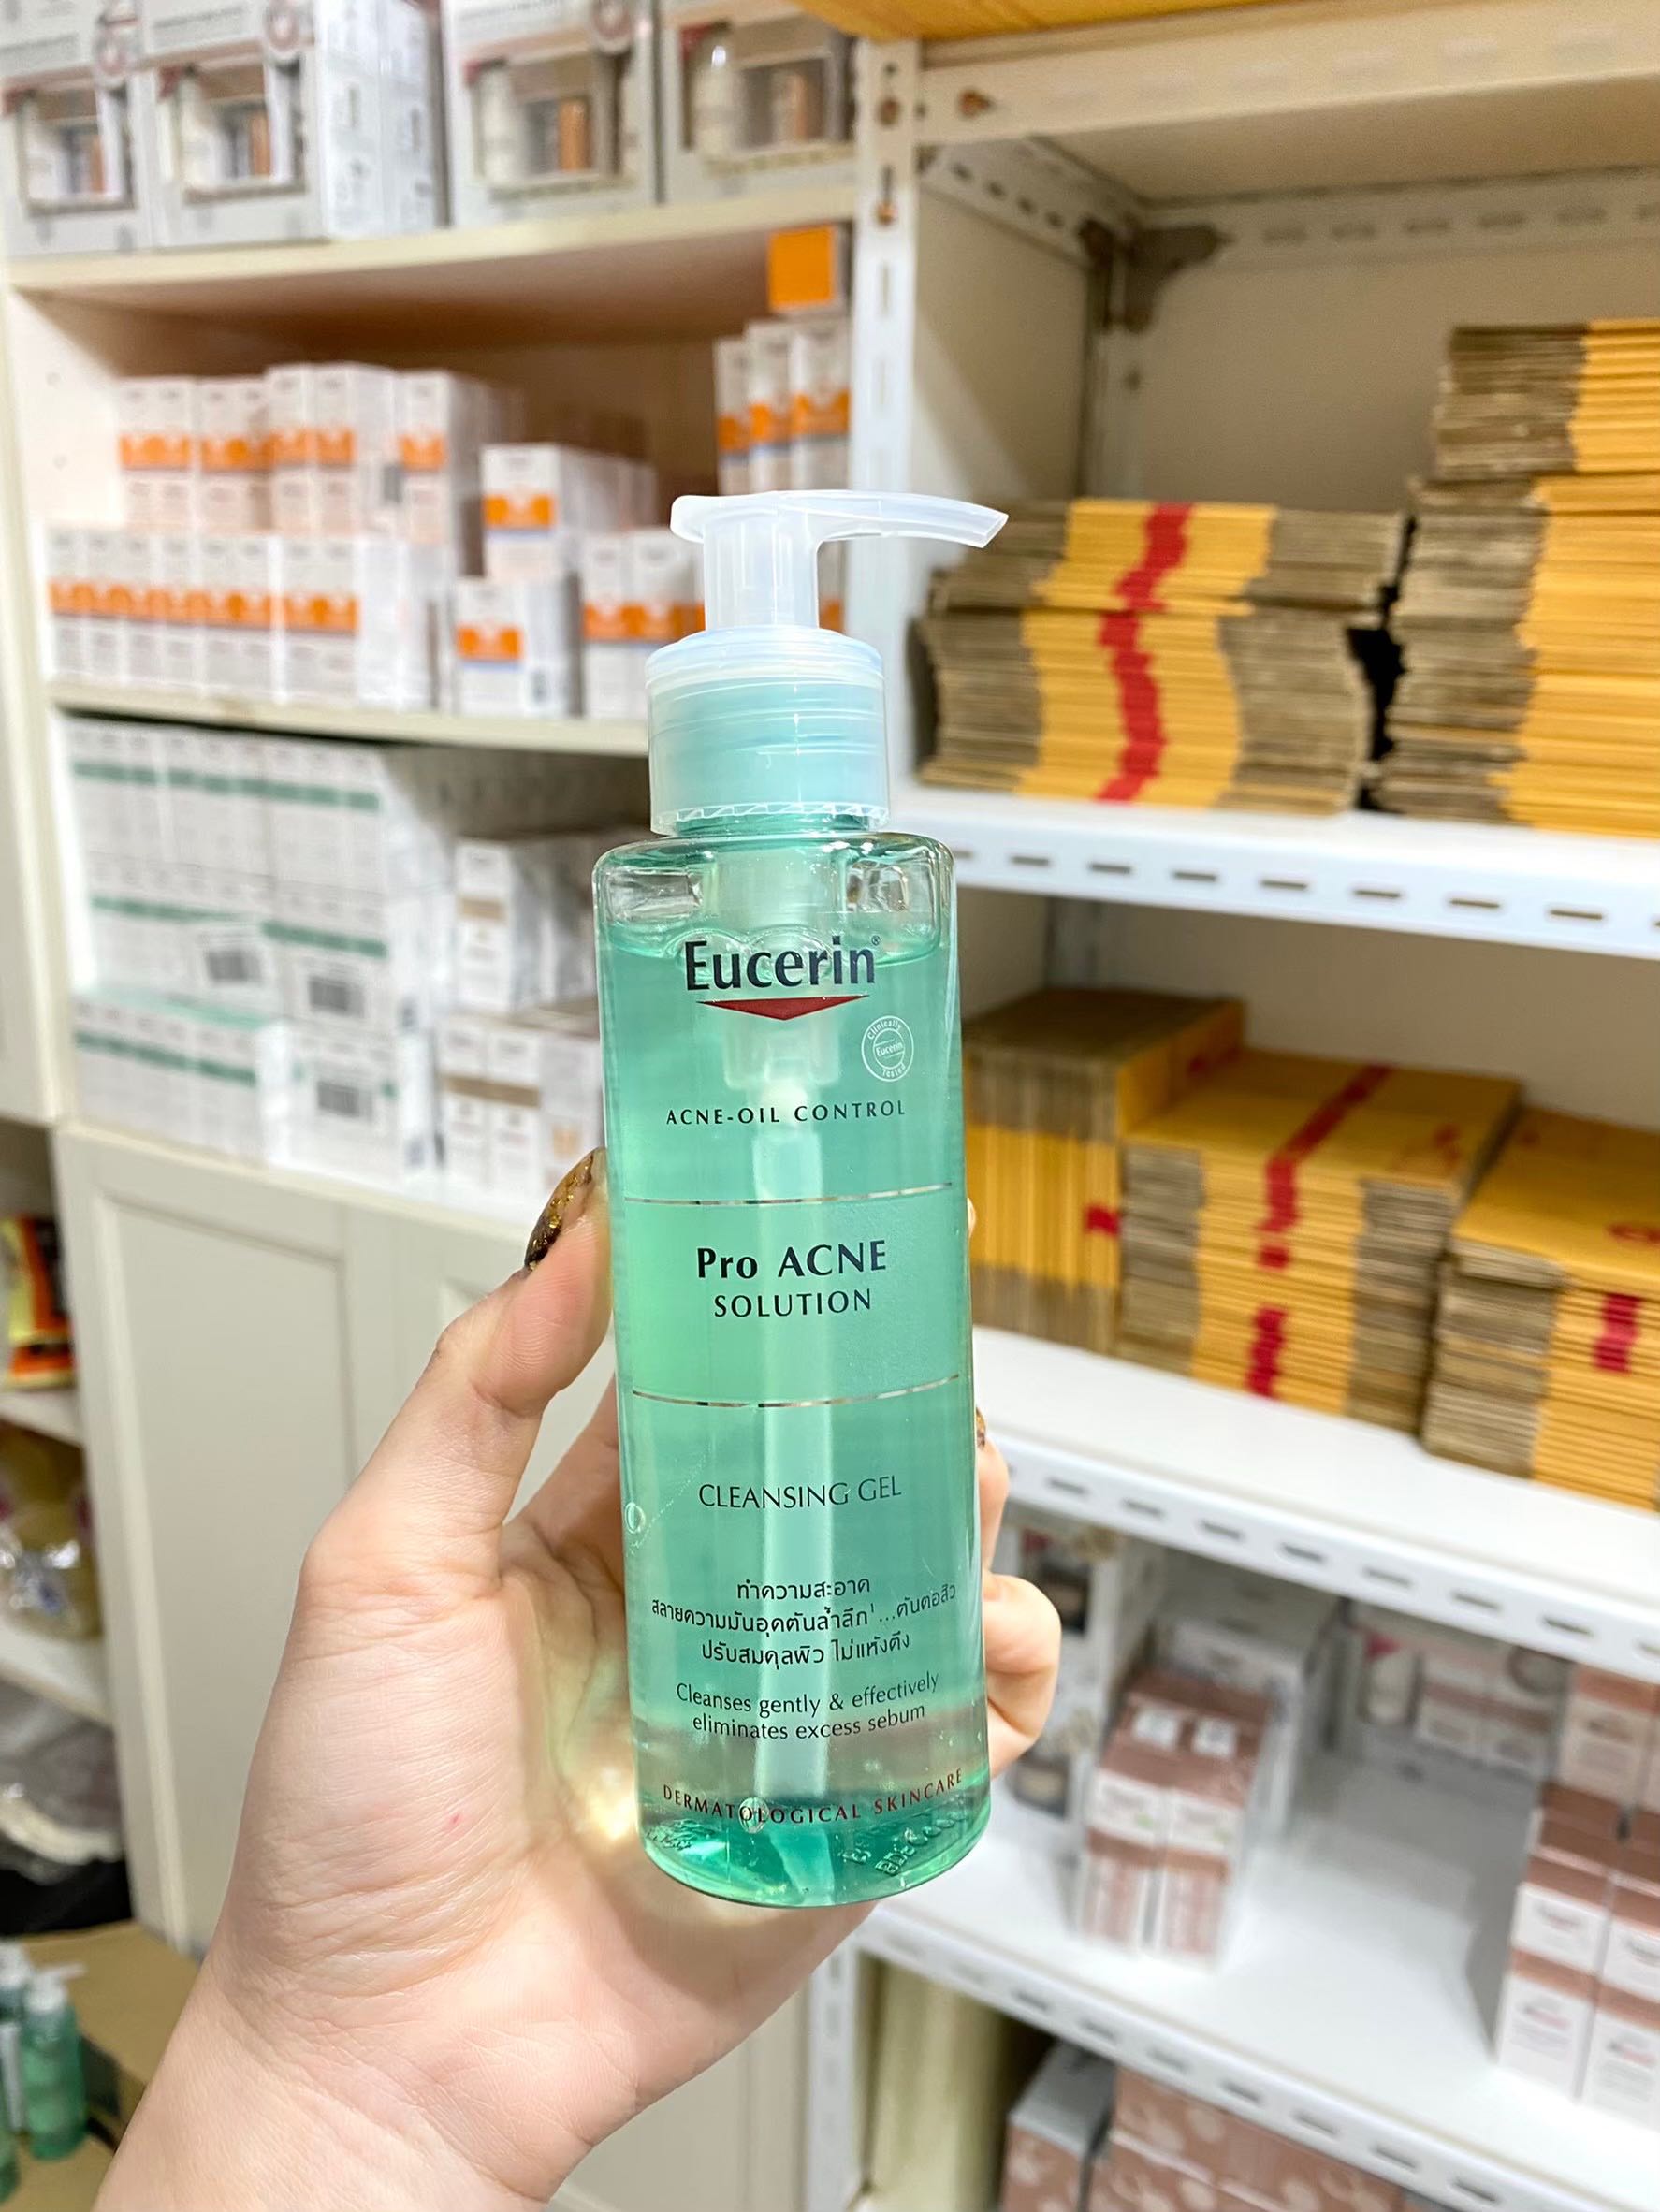 Eucerin®
Clinically
Eucerin
Tested
ACNE-OIL CONTROL
Pro ACNE
SOLUTION
CLEANSING GEL
ทำความสะอาด
สลายความมันอุดตันล้ำลึก¹...ต้นตอสิว
ปรับสมดุลผิว ไม่แห้งตึง
Cleanses gently & effectively
eliminates excess sebum
DERMATOLOGICAL SKINCARE